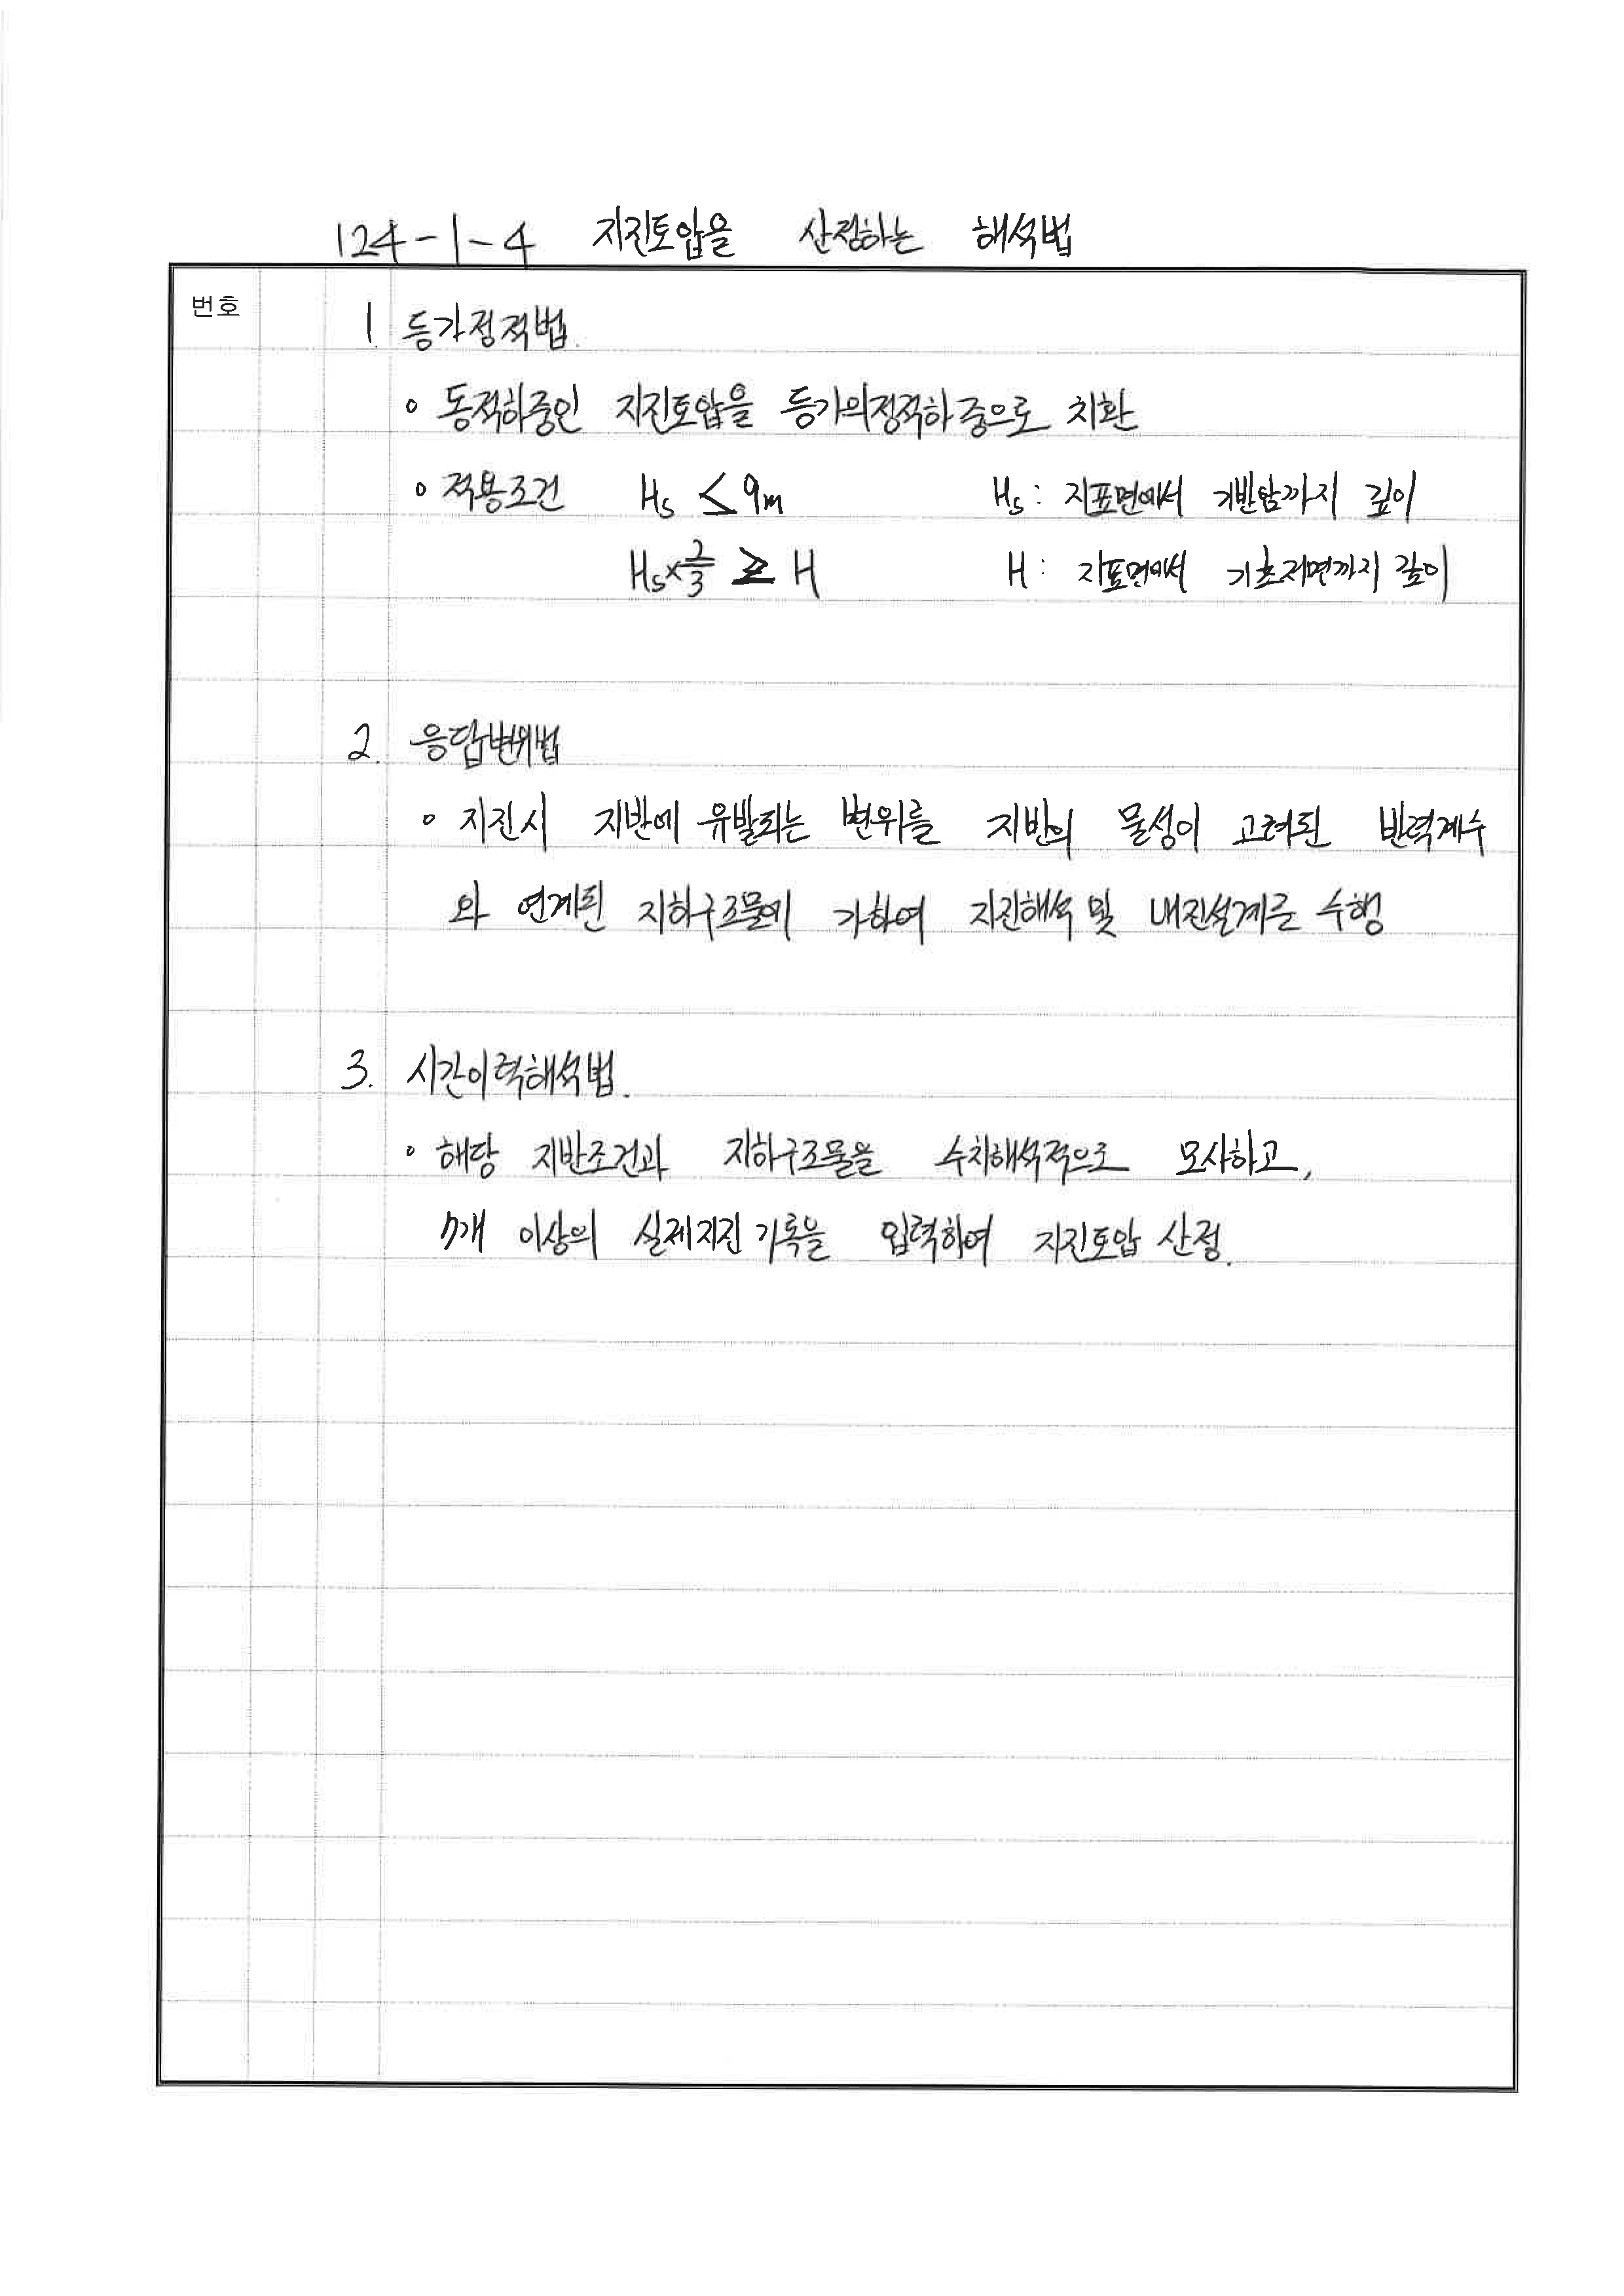 124-1-4 지진토압을 산정하는 해석법
번호
1. 등가정적법.
∘ 동적하중인 지진토압을 등가의정적하중으로 치환
∘ 적용조건 Hs ≤ 9m Hs : 지표면에서 기반암까지 깊이
Hs×2/3 ≥ H H : 지표면에서 기초저면까지 깊이
2. 응답변위법
∘ 지진시 지반에 유발되는 변위를 지반의 물성이 고려된 반력계수
와 연계된 지하구조물에 가하여 지진해석 및 내진설계를 수행
3. 시간이력해석법.
∘ 해당 지반조건과 지하구조물을 수치해석적으로 모사하고,
7개 이상의 실제지진 기록을 입력하여 지진토압 산정.